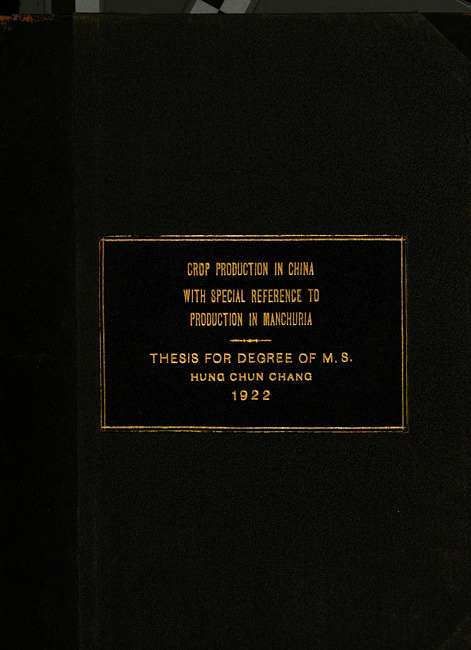 CROP PRODUCTION IN CHINA
WITH SPECIAL REFERENCE TO
PRODUCTION IN MANCHURIA
THESIS FOR DEGREE OF M. S.
HUNG CHUN CHANG
1922